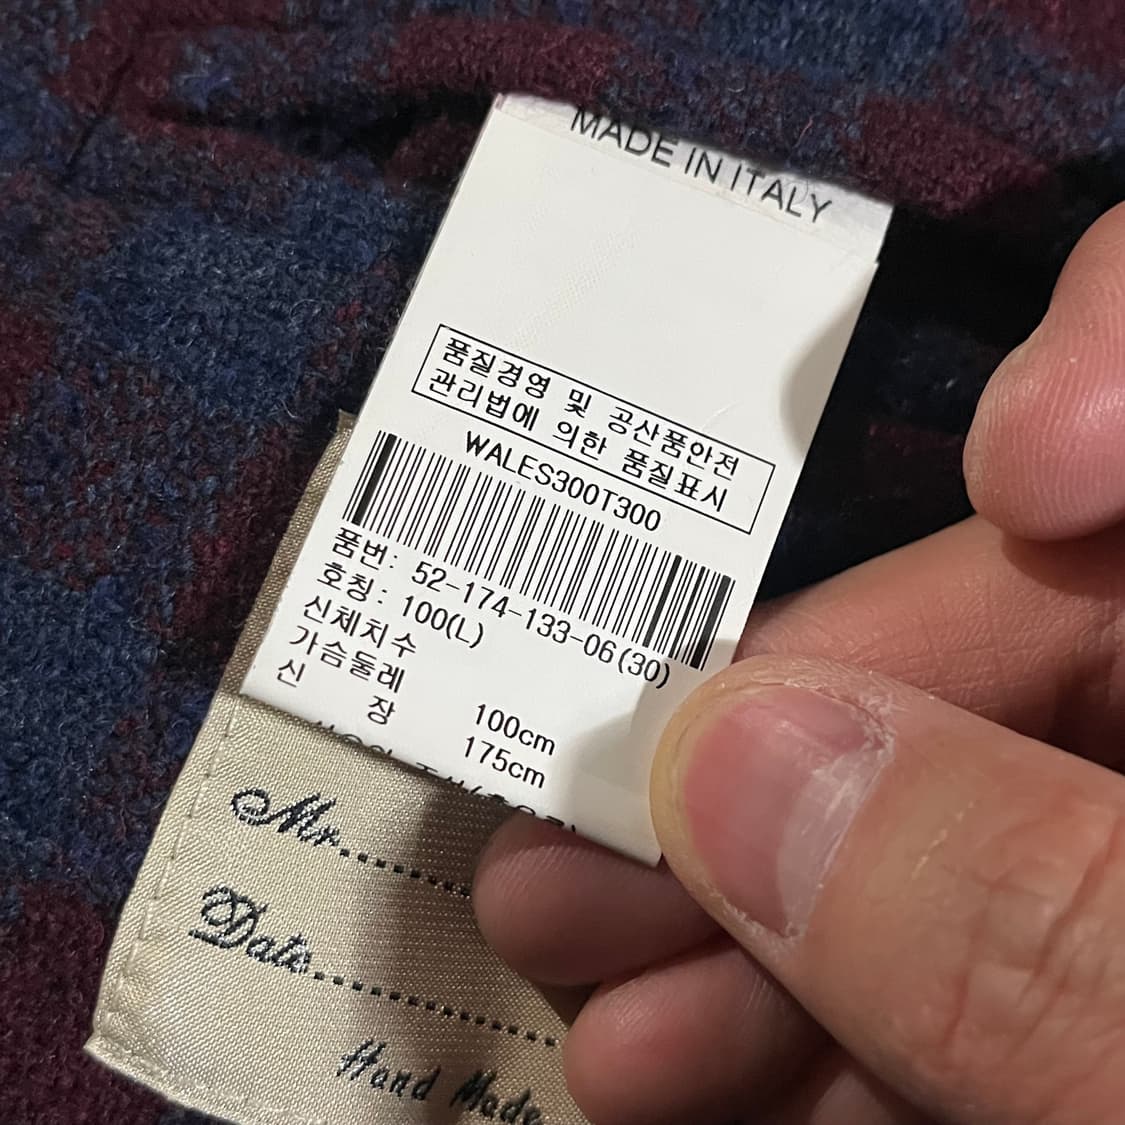 MADE IN ITALY
품질경영 및 공산품안전
관리법에 의한 품질표시
WALES300T300
품번: 52-174-133-06(30)
호칭: 100(L)
신체치수
가슴둘레 100cm
신 장 175cm
Mr.
Date
Hand Made